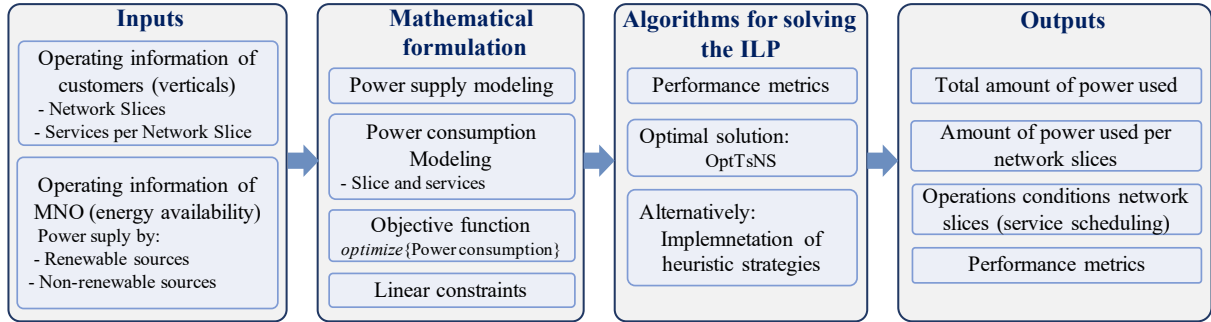 Inputs
Operating information of
customers (verticals)
- Network Slices
- Services per Network Slice
Operating information of
MNO (energy availability)
Power suply by:
- Renewable sources
- Non-renewable sources
Mathematical
formulation
Power supply modeling
Power consumption
Modeling
- Slice and services
Objective function
optimize{Power consumption}
Linear constraints
Algorithms for solving
the ILP
Performance metrics
Optimal solution:
OptTsNS
Alternatively:
Implemnetation of
heuristic strategies
Outputs
Total amount of power used
Amount of power used per
network slices
Operations conditions network
slices (service scheduling)
Performance metrics